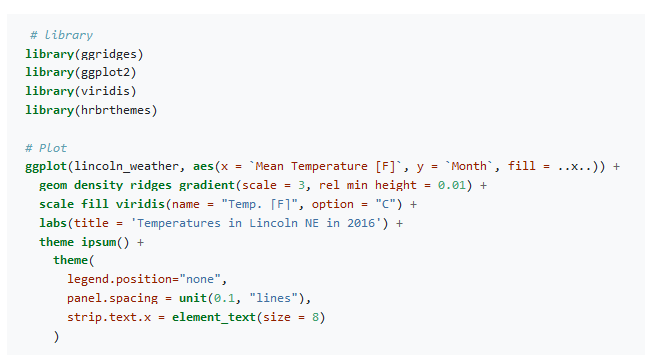 # library
library(ggridges)
library(ggplot2)
library(viridis)
library(hrbrthemes)
# Plot
ggplot(lincoln_weather, aes(x = `Mean Temperature [F]`, y = `Month`, fill = ..x..)) +
geom density ridges gradient(scale = 3, rel min height = 0.01) +
scale fill viridis(name = "Temp. [F]", option = "C") +
labs(title = 'Temperatures in Lincoln NE in 2016') +
theme ipsum() +
theme(
legend.position="none",
panel.spacing = unit(0.1, "lines"),
strip.text.x = element_text(size = 8)
)